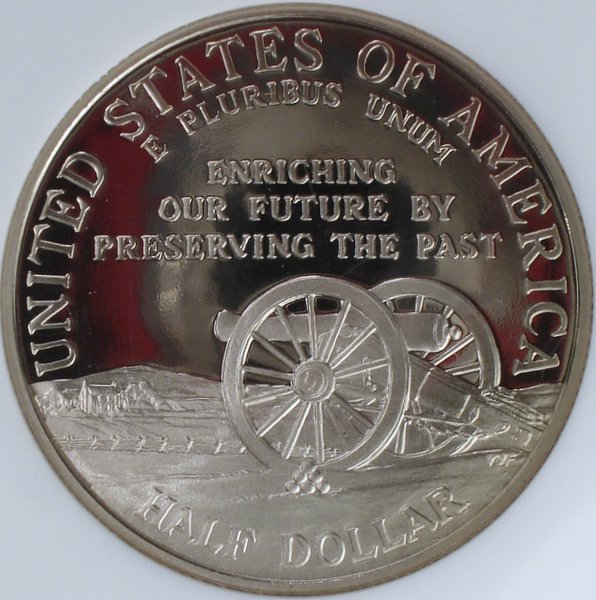 UNITED STATES OF AMERICA
E PLURIBUS UNUM
ENRICHING
OUR FUTURE BY
PRESERVING THE PAST
HALF DOLLAR